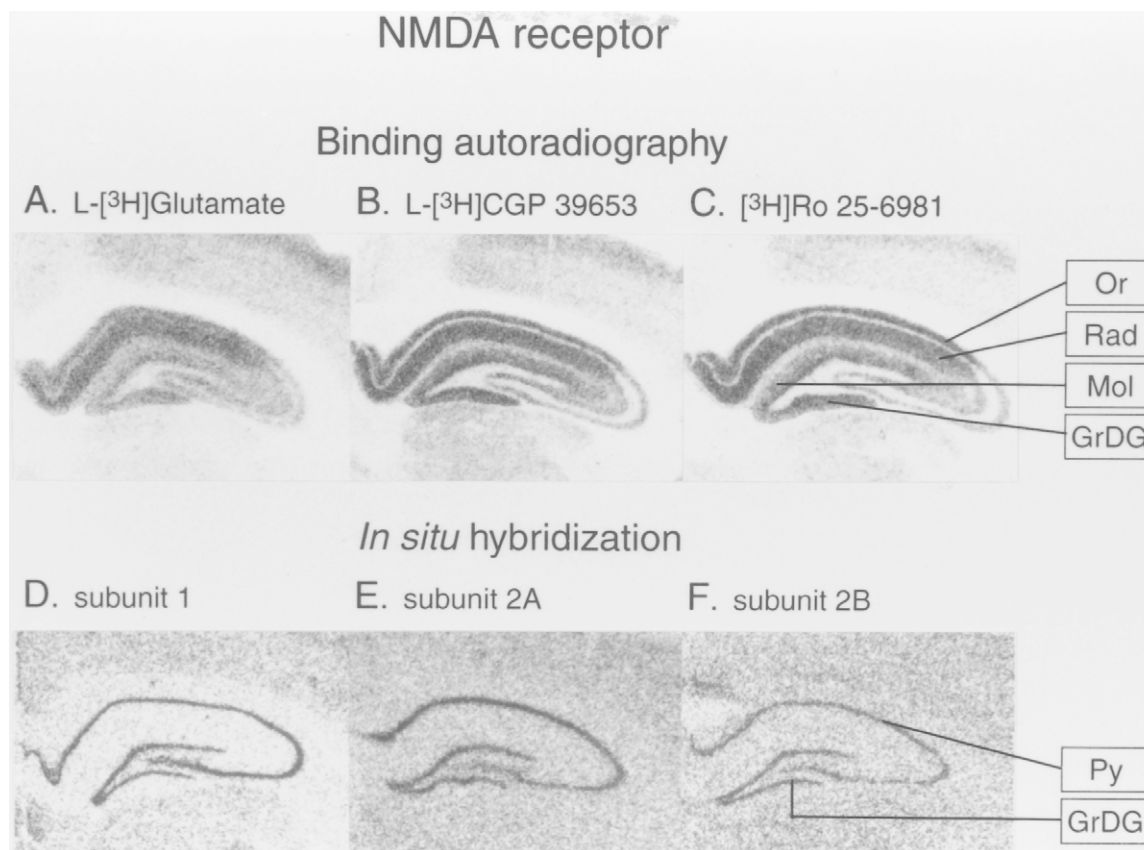 NMDA receptor
Binding autoradiography
A. L-[³H]Glutamate
B. L-[³H]CGP 39653
C. [³H]Ro 25-6981
Or
Rad
Mol
GrDG
In situ hybridization
D. subunit 1
E. subunit 2A
F. subunit 2B
Py
GrDG